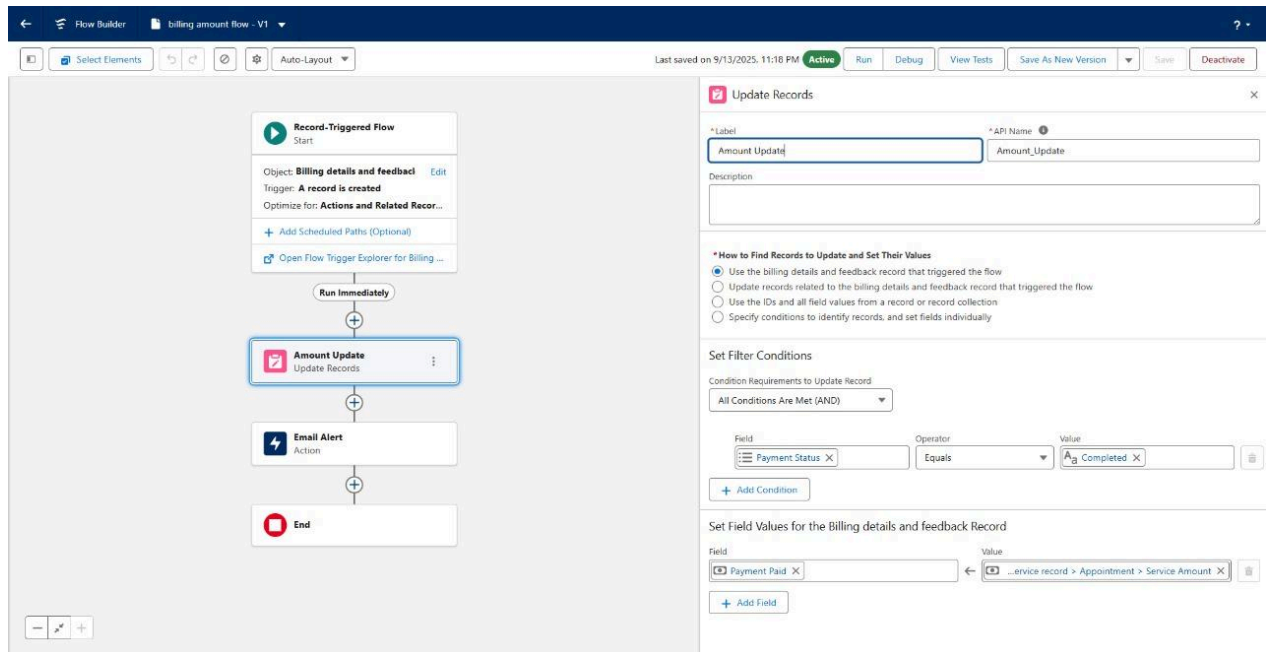 Flow Builder
billing amount flow - V1
?
Select Elements
Auto-Layout
Last saved on 9/13/2025, 11:18 PM
Active
Run
Debug
View Tests
Save As New Version
Save
Deactivate
Record-Triggered Flow
Start
Object: Billing details and feedbacl Edit
Trigger: A record is created
Optimize for: Actions and Related Recor...
+ Add Scheduled Paths (Optional)
Open Flow Trigger Explorer for Billing ...
Run Immediately
Amount Update
Update Records
Email Alert
Action
End
Update Records
*Label
Amount Update
*API Name
Amount_Update
Description
*How to Find Records to Update and Set Their Values
Use the billing details and feedback record that triggered the flow
Update records related to the billing details and feedback record that triggered the flow
Use the IDs and all field values from a record or record collection
Specify conditions to identify records, and set fields individually
Set Filter Conditions
Condition Requirements to Update Record
All Conditions Are Met (AND)
Field Operator Value
Payment Status Equals Completed
+ Add Condition
Set Field Values for the Billing details and feedback Record
Field Value
Payment Paid ← ...ervice record > Appointment > Service Amount
+ Add Field